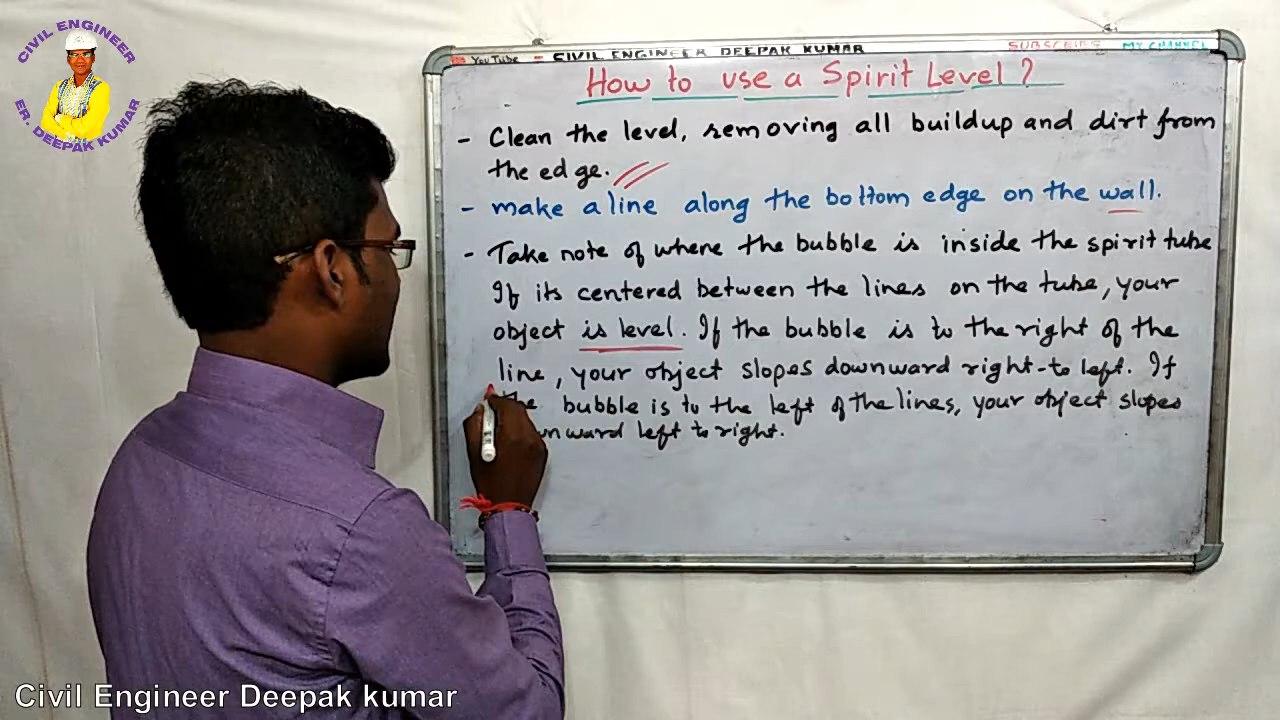 CIVIL ENGINEER
ER. DEEPAK KUMAR
YouTube = CIVIL ENGINEER DEEPAK KUMAR SUBSCRIBE MY CHANNEL
How to use a Spirit Level ?
- Clean the level, removing all buildup and dirt from
the edge.
- make a line along the bottom edge on the wall.
- Take note of where the bubble is inside the spirit tube
If its centered between the lines on the tube, your
object is level. If the bubble is to the right of the
line, your object slopes downward right-to left. If
the bubble is to the left of the lines, your object slopes
nward left to right.
Civil Engineer Deepak kumar